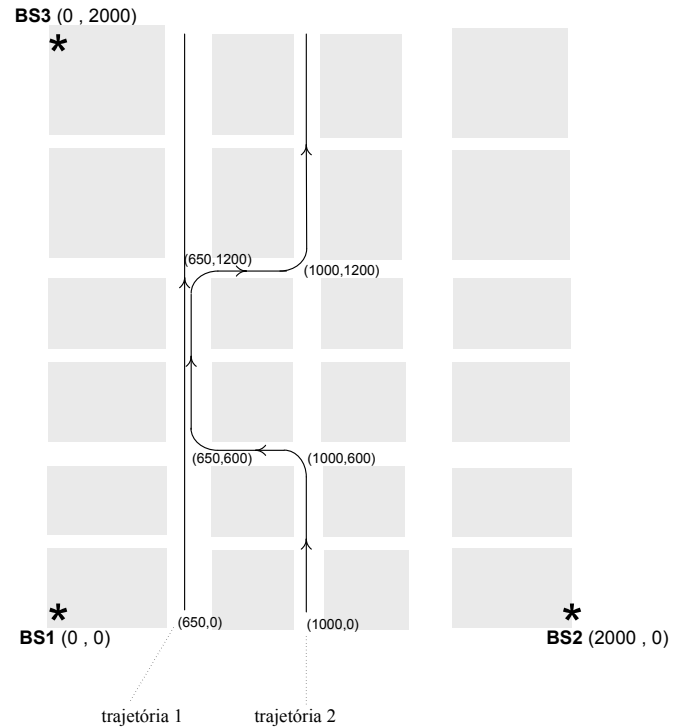 BS3 (0 , 2000)
*
(650,1200)
(1000,1200)
(650,600)
(1000,600)
* 
*
(650,0)
(1000,0)
BS1 (0 , 0)
BS2 (2000 , 0)
trajetória 1
trajetória 2